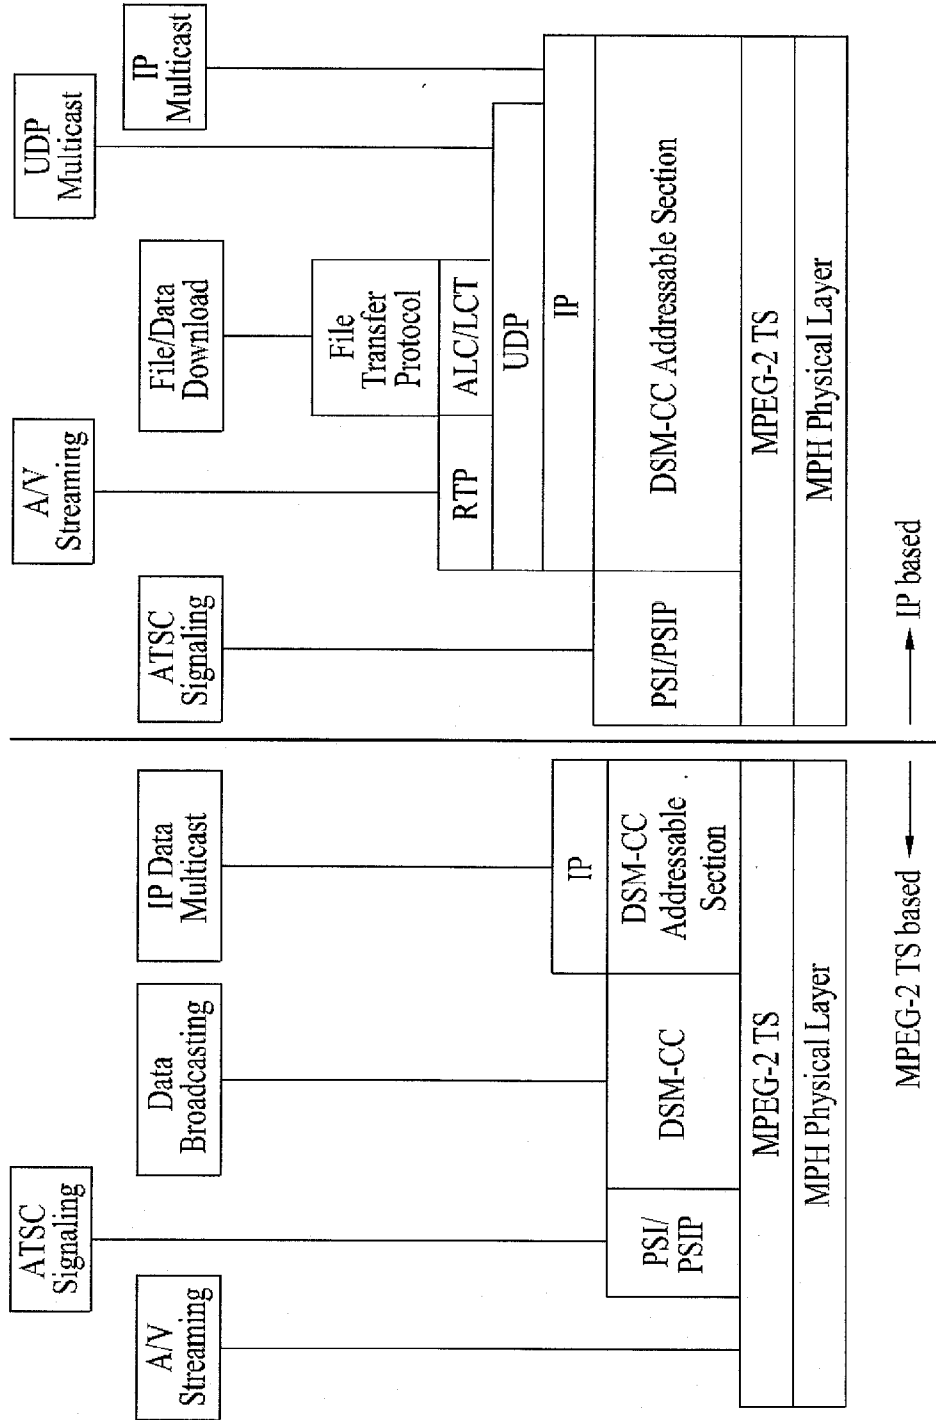 ATSC
Signaling
UDP
Multicast
A/V
Streaming
A/V
Streaming
Data
Broadcasting
IP Data
Multicast
ATSC
Signaling
File/Data
Download
IP
Multicast
File
Transfer
Protocol
RTP
ALC/LCT
UDP
IP
IP
PSI/
PSIP
DSM-CC
DSM-CC
Addressable
Section
PSI/PSIP
DSM-CC Addressable Section
MPEG-2 TS
MPEG-2 TS
MPH Physical Layer
MPH Physical Layer
MPEG-2 TS based
IP based